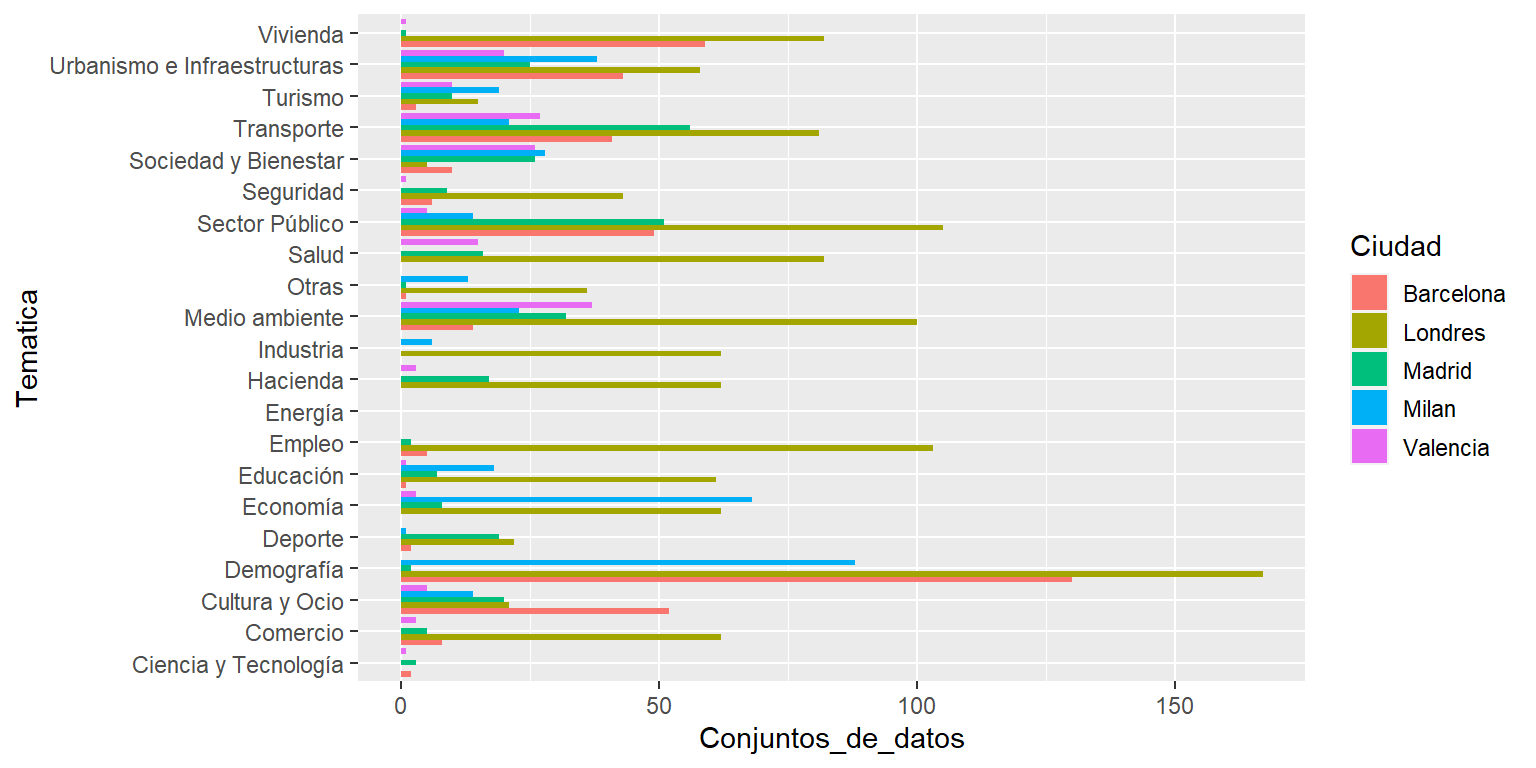 Vivienda
Urbanismo e Infraestructuras
Turismo
Transporte
Sociedad y Bienestar
Seguridad
Sector Público
Salud
Otras
Medio ambiente
Industria
Hacienda
Energía
Empleo
Educación
Economía
Deporte
Demografía
Cultura y Ocio
Comercio
Ciencia y Tecnología
Tematica
0 50 100 150
Conjuntos_de_datos
Ciudad
Barcelona
Londres
Madrid
Milan
Valencia